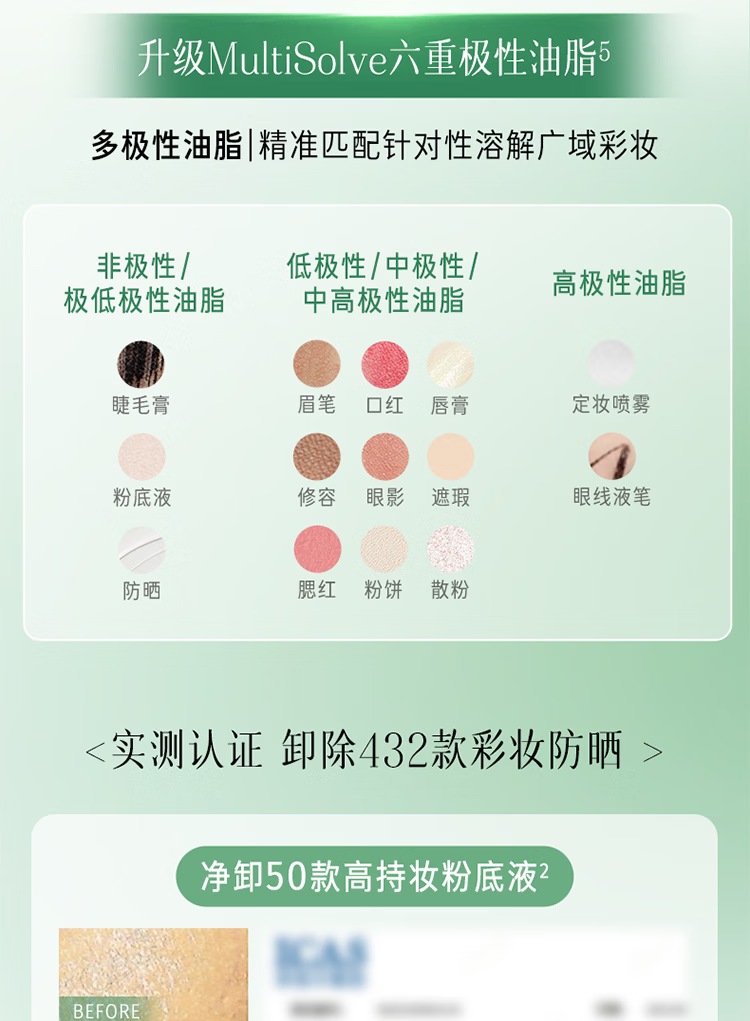 升级MultiSolve六重极性油脂5
多极性油脂|精准匹配针对性溶解广域彩妆
非极性/
极低极性油脂
低极性/中极性/
中高极性油脂
高极性油脂
睫毛膏
眉笔
口红
唇膏
定妆喷雾
粉底液
修容
眼影
遮瑕
眼线液笔
防晒
腮红
粉饼
散粉
<实测认证 卸除432款彩妆防晒 >
净卸50款高持妆粉底液2
ICAS
BEFORE